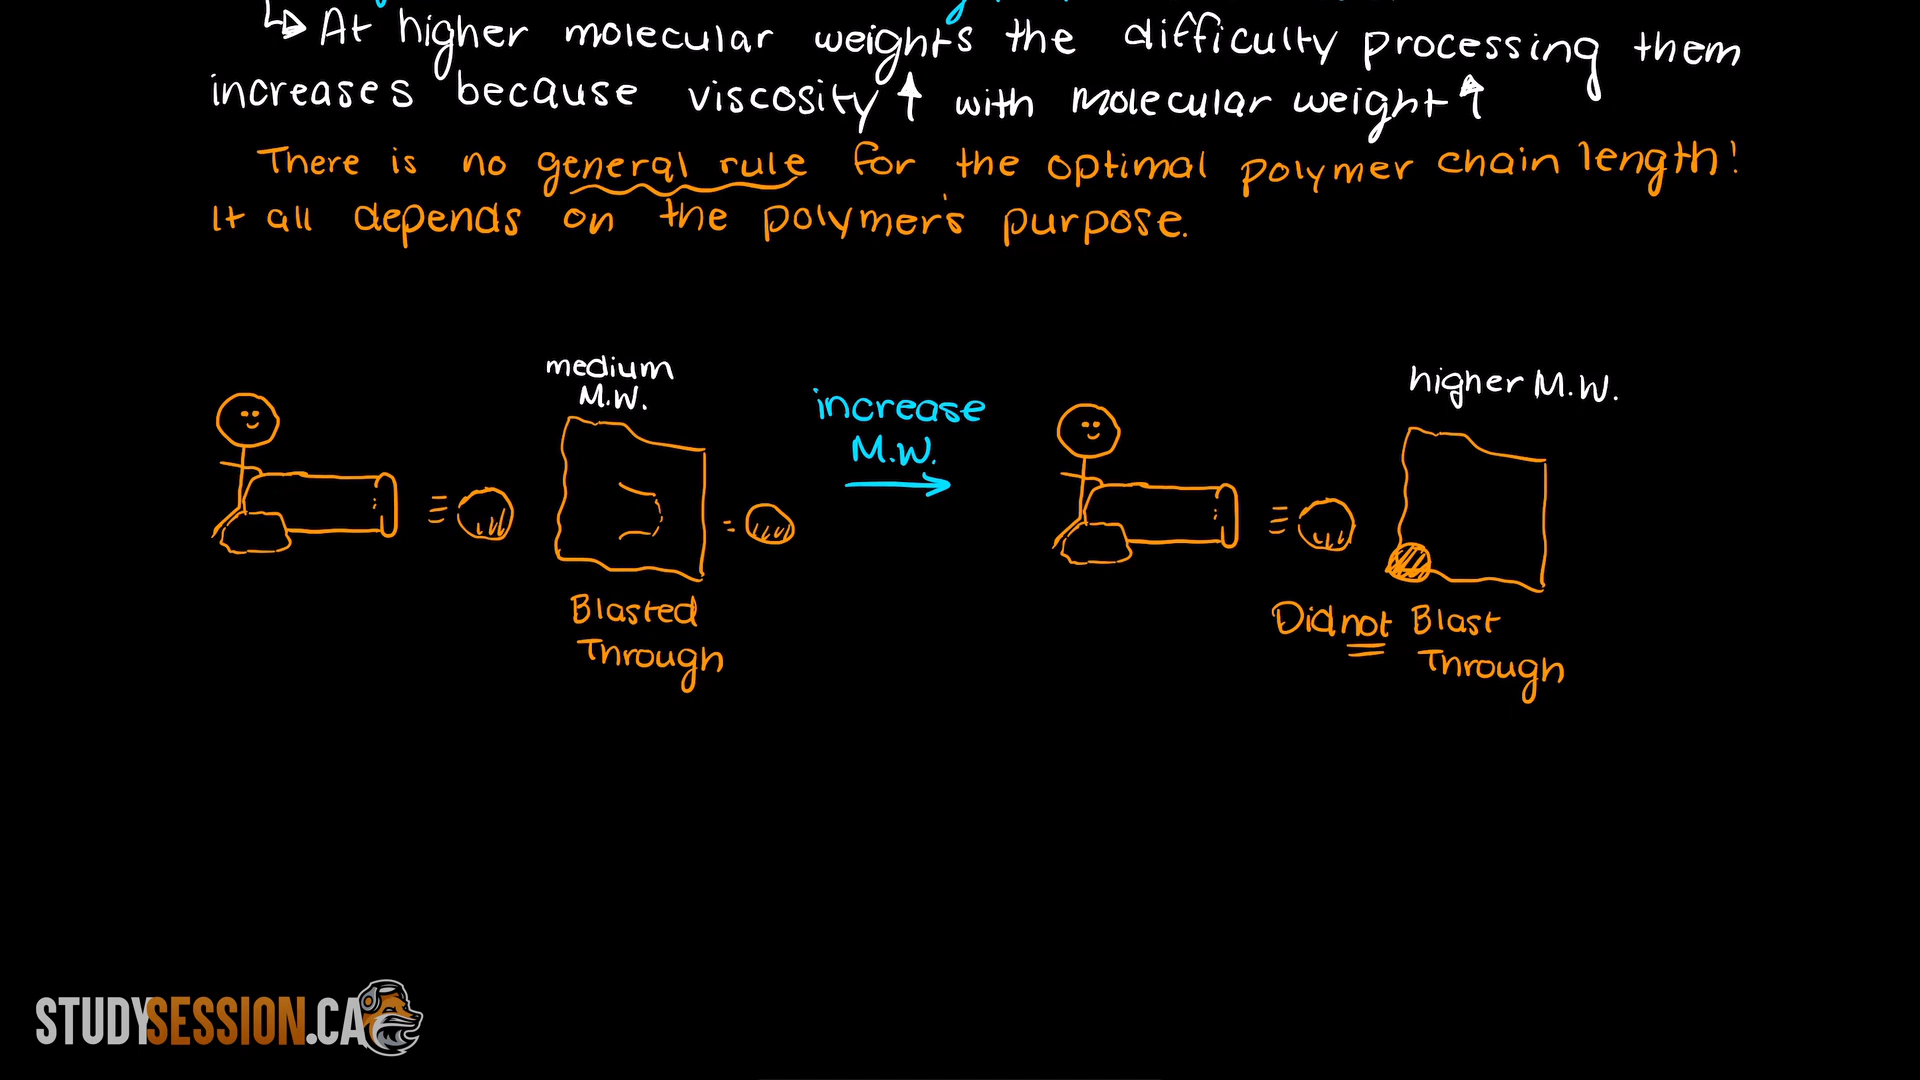 ↳ At higher molecular weights the difficulty processing them
increases because viscosity ↑ with molecular weight ↑
There is no general rule for the optimal polymer chain length!
It all depends on the polymer's purpose.
medium
M.W.
increase
M.W.
higher M.W.
Blasted
Through
Did not Blast
Through
STUDYSESSION.CA